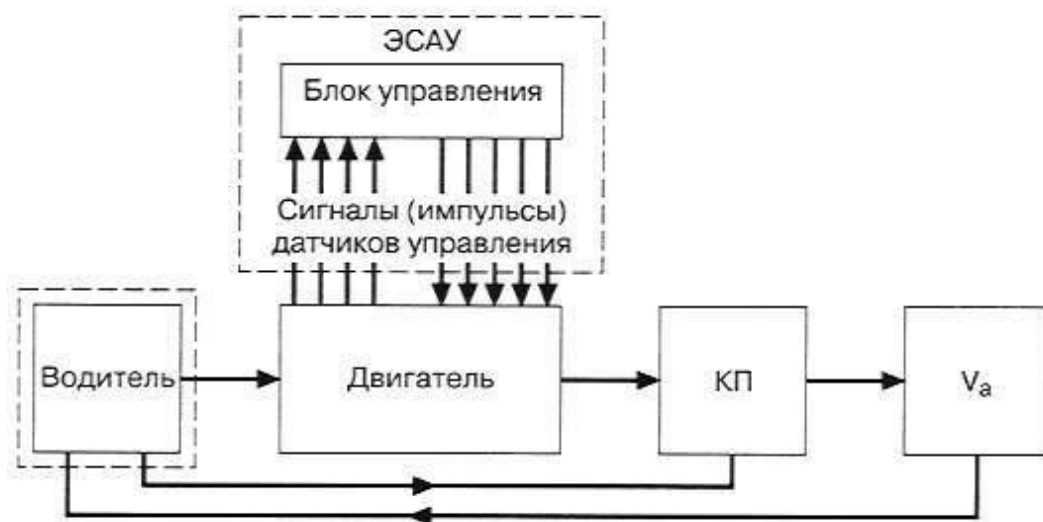 ЭСАУ
Блок управления
Сигналы (импульсы)
датчиков управления
Водитель
Двигатель
КП
Va